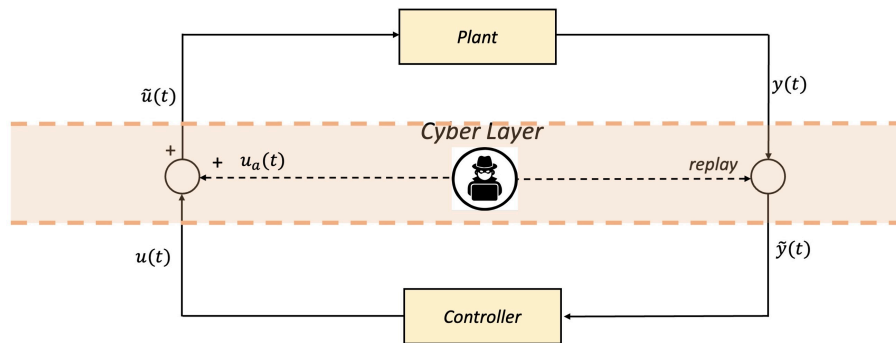 Plant
ũ(t)
y(t)
Cyber Layer
+
+ u_a(t)
replay
u(t)
ỹ(t)
Controller